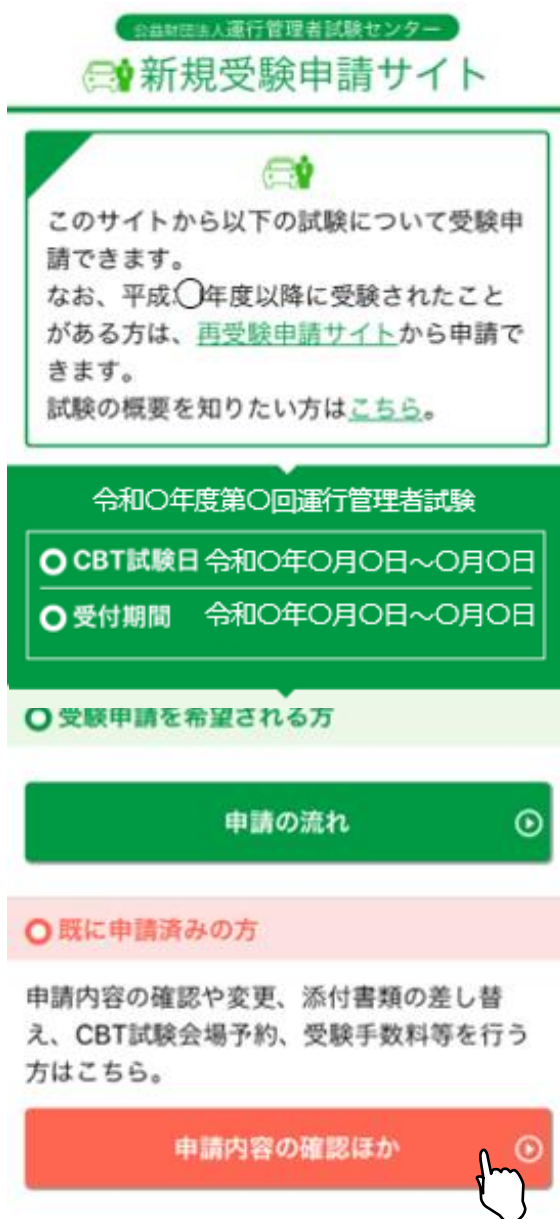 公益財団法人運行管理者試験センター
新規受験申請サイト
このサイトから以下の試験について受験申
請できます。
なお、平成〇年度以降に受験されたこと
がある方は、再受験申請サイトから申請で
きます。
試験の概要を知りたい方はこちら。
令和〇年度第〇回運行管理者試験
CBT試験日 令和〇年〇月〇日～〇月〇日
受付期間 令和〇年〇月〇日～〇月〇日
受験申請を希望される方
申請の流れ
既に申請済みの方
申請内容の確認や変更、添付書類の差し替
え、CBT試験会場予約、受験手数料等を行う
方はこちら。
申請内容の確認ほか